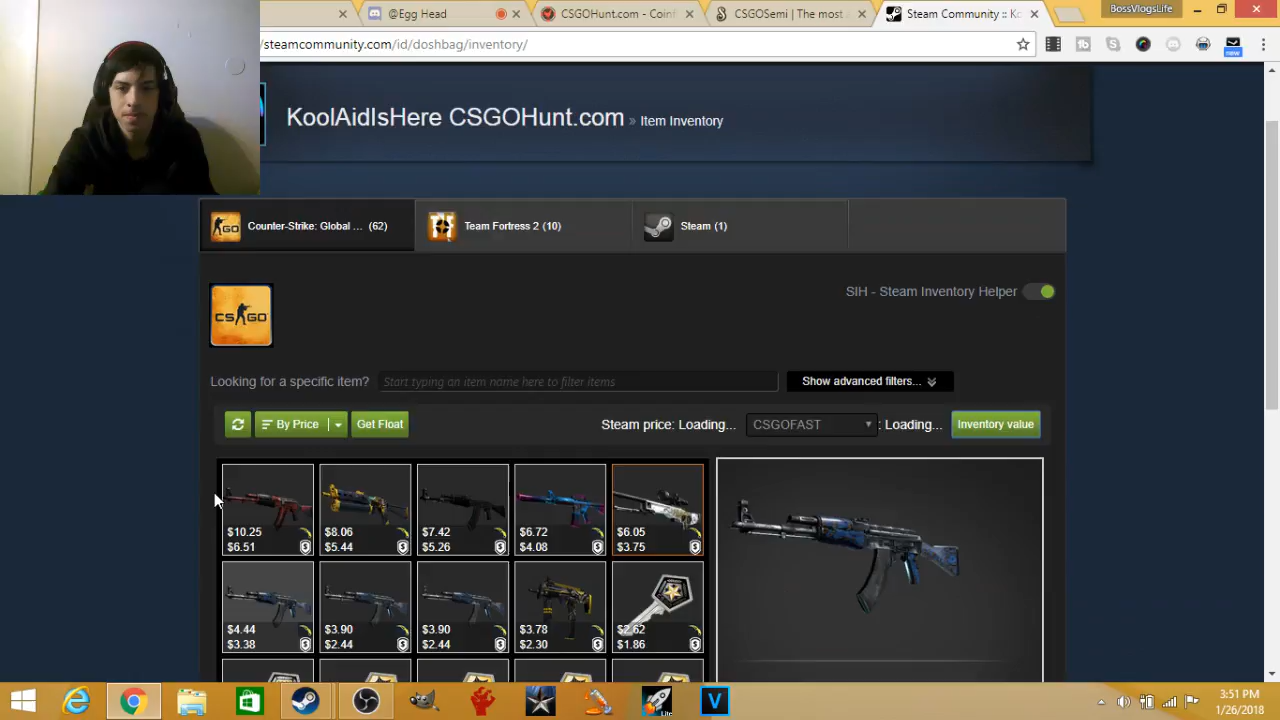 @Egg Head
CSGOHunt.com - Coinf
CSGOSemi | The most a
Steam Community :: Ko
BossVlogsLife
/steamcommunity.com/id/doshbag/inventory/
new
KoolAidIsHere CSGOHunt.com » Item Inventory
Counter-Strike: Global ... (62)
Team Fortress 2 (10)
Steam (1)
SIH - Steam Inventory Helper
CS GO
Looking for a specific item?
Start typing an item name here to filter items
Show advanced filters...
By Price
Get Float
Steam price: Loading...
CSGOFAST
: Loading...
Inventory value
$10.25 $8.06 $7.42 $6.72 $6.05
$6.51 $5.44 $5.26 $4.08 $3.75
$4.44 $3.90 $3.90 $3.78 $2.62
$3.38 $2.44 $2.44 $2.30 $1.86
Lite
3:51 PM
1/26/2018